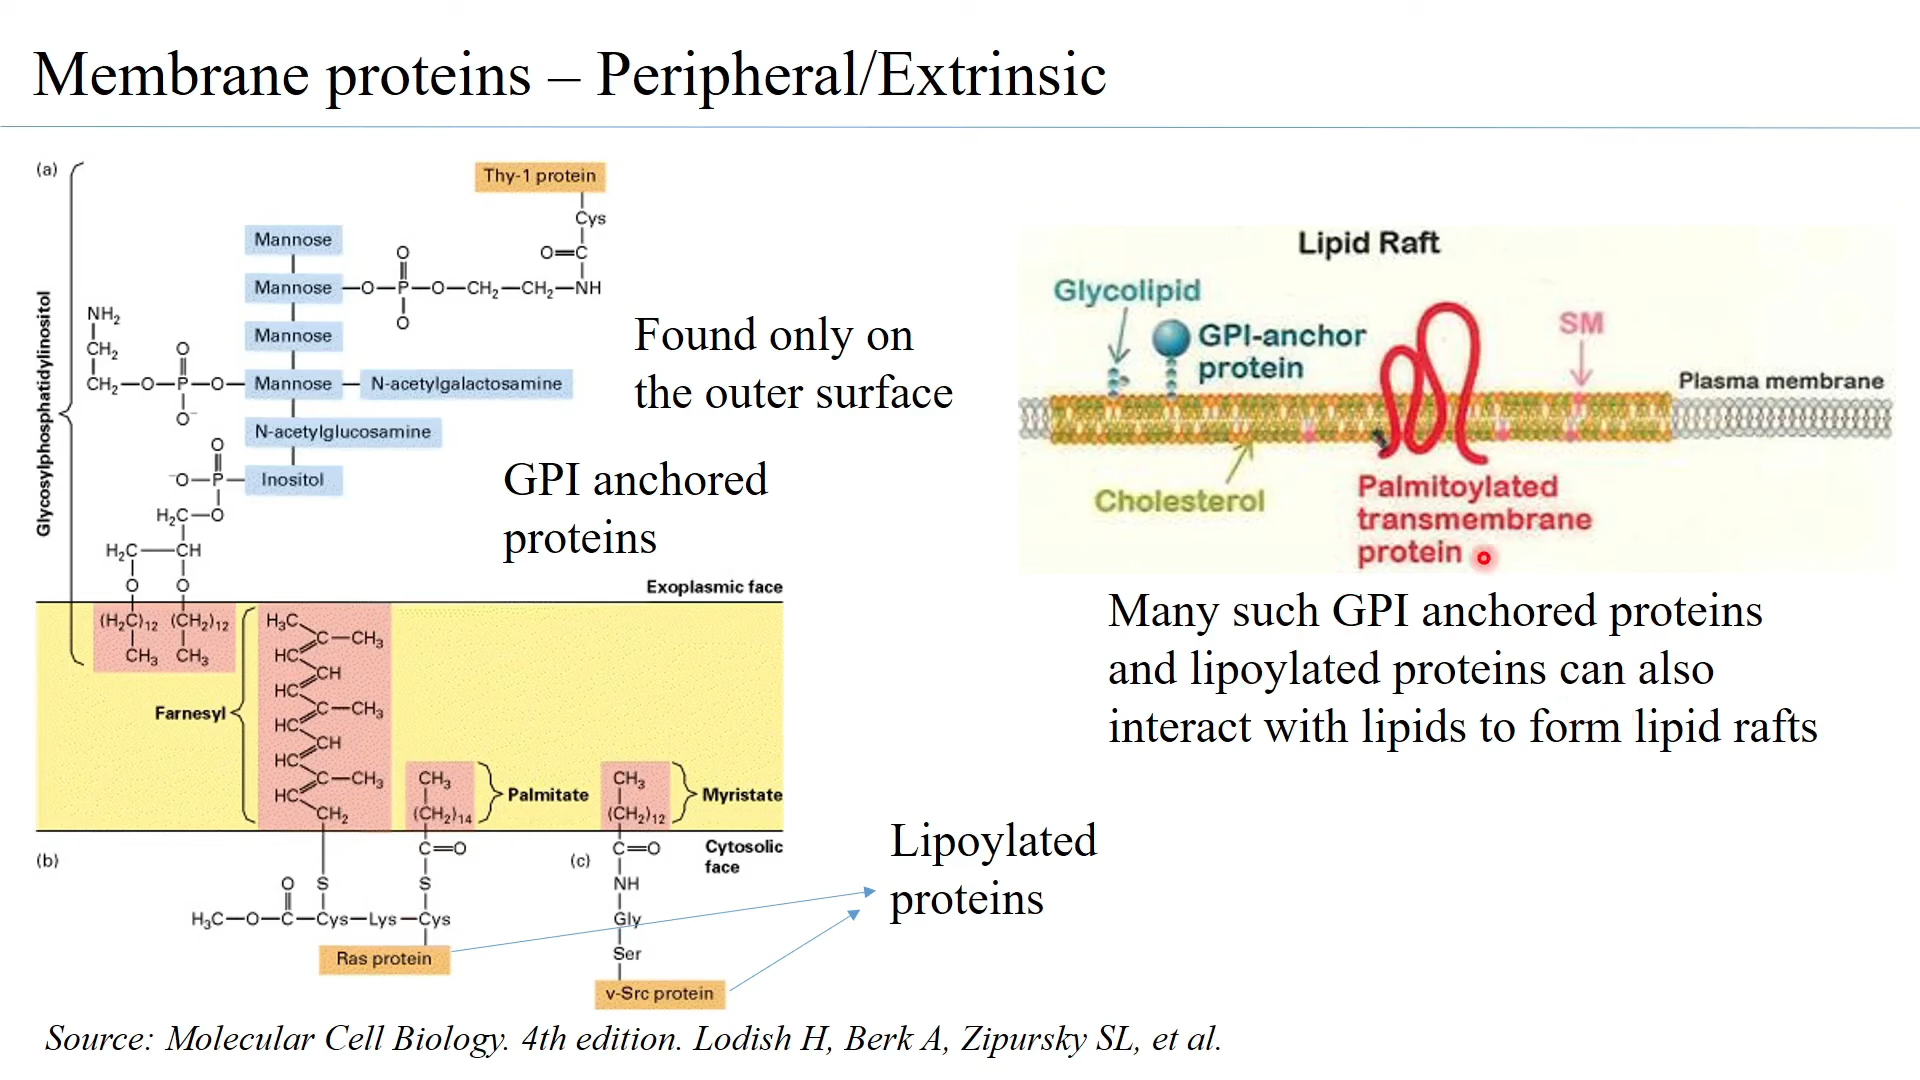 Membrane proteins – Peripheral/Extrinsic
(a)
Thy-1 protein
Cys
O=C
NH
Mannose
Mannose
Mannose
Mannose
N-acetylgalactosamine
N-acetylglucosamine
Inositol
–O–P–O–CH₂–CH₂–NH
O
O
NH₂
CH₂
CH₂–O–P–O–
O
O⁻
O
⁻O–P–
H₂C–O
H₂C–CH
O O
(H₂C)₁₂ (CH₂)₁₂
CH₃ CH₃
Glycosylphosphatidylinositol
Found only on
the outer surface
GPI anchored
proteins
Exoplasmic face
Farnesyl
H₃C
C–CH₃
HC
CH
HC
C–CH₃
HC
CH
HC
C–CH₃
HC
CH₂
CH₃
(CH₂)₁₄
Palmitate
CH₃
(CH₂)₁₂
Myristate
Cytosolic
face
(b)
O S
H₃C–O–C–Cys–Lys–Cys
C=O
S
Ras protein
(c)
C=O
NH
Gly
Ser
v-Src protein
Lipoylated
proteins
Lipid Raft
Glycolipid
GPI-anchor
protein
SM
Plasma membrane
Cholesterol
Palmitoylated
transmembrane
protein
Many such GPI anchored proteins
and lipoylated proteins can also
interact with lipids to form lipid rafts
Source: Molecular Cell Biology. 4th edition. Lodish H, Berk A, Zipursky SL, et al.